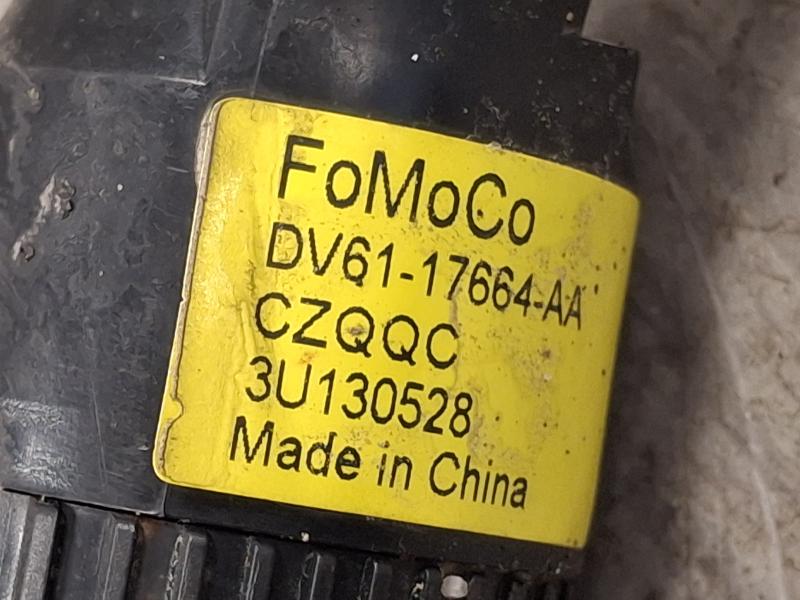 FoMoCo
DV61-17664-AA
CZQQC
3U130528
Made in China